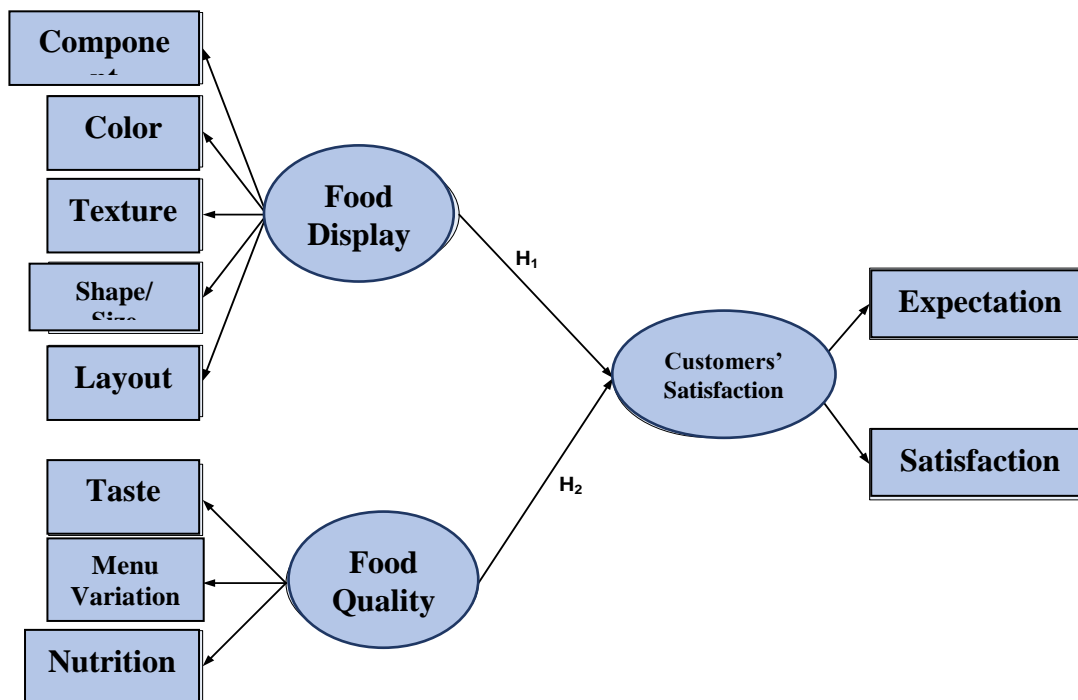 Compone
Color
Texture
Shape/
Size
Layout
Food
Display
H₁
Customers’
Satisfaction
Expectation
Satisfaction
H₂
Taste
Menu
Variation
Nutrition
Food
Quality